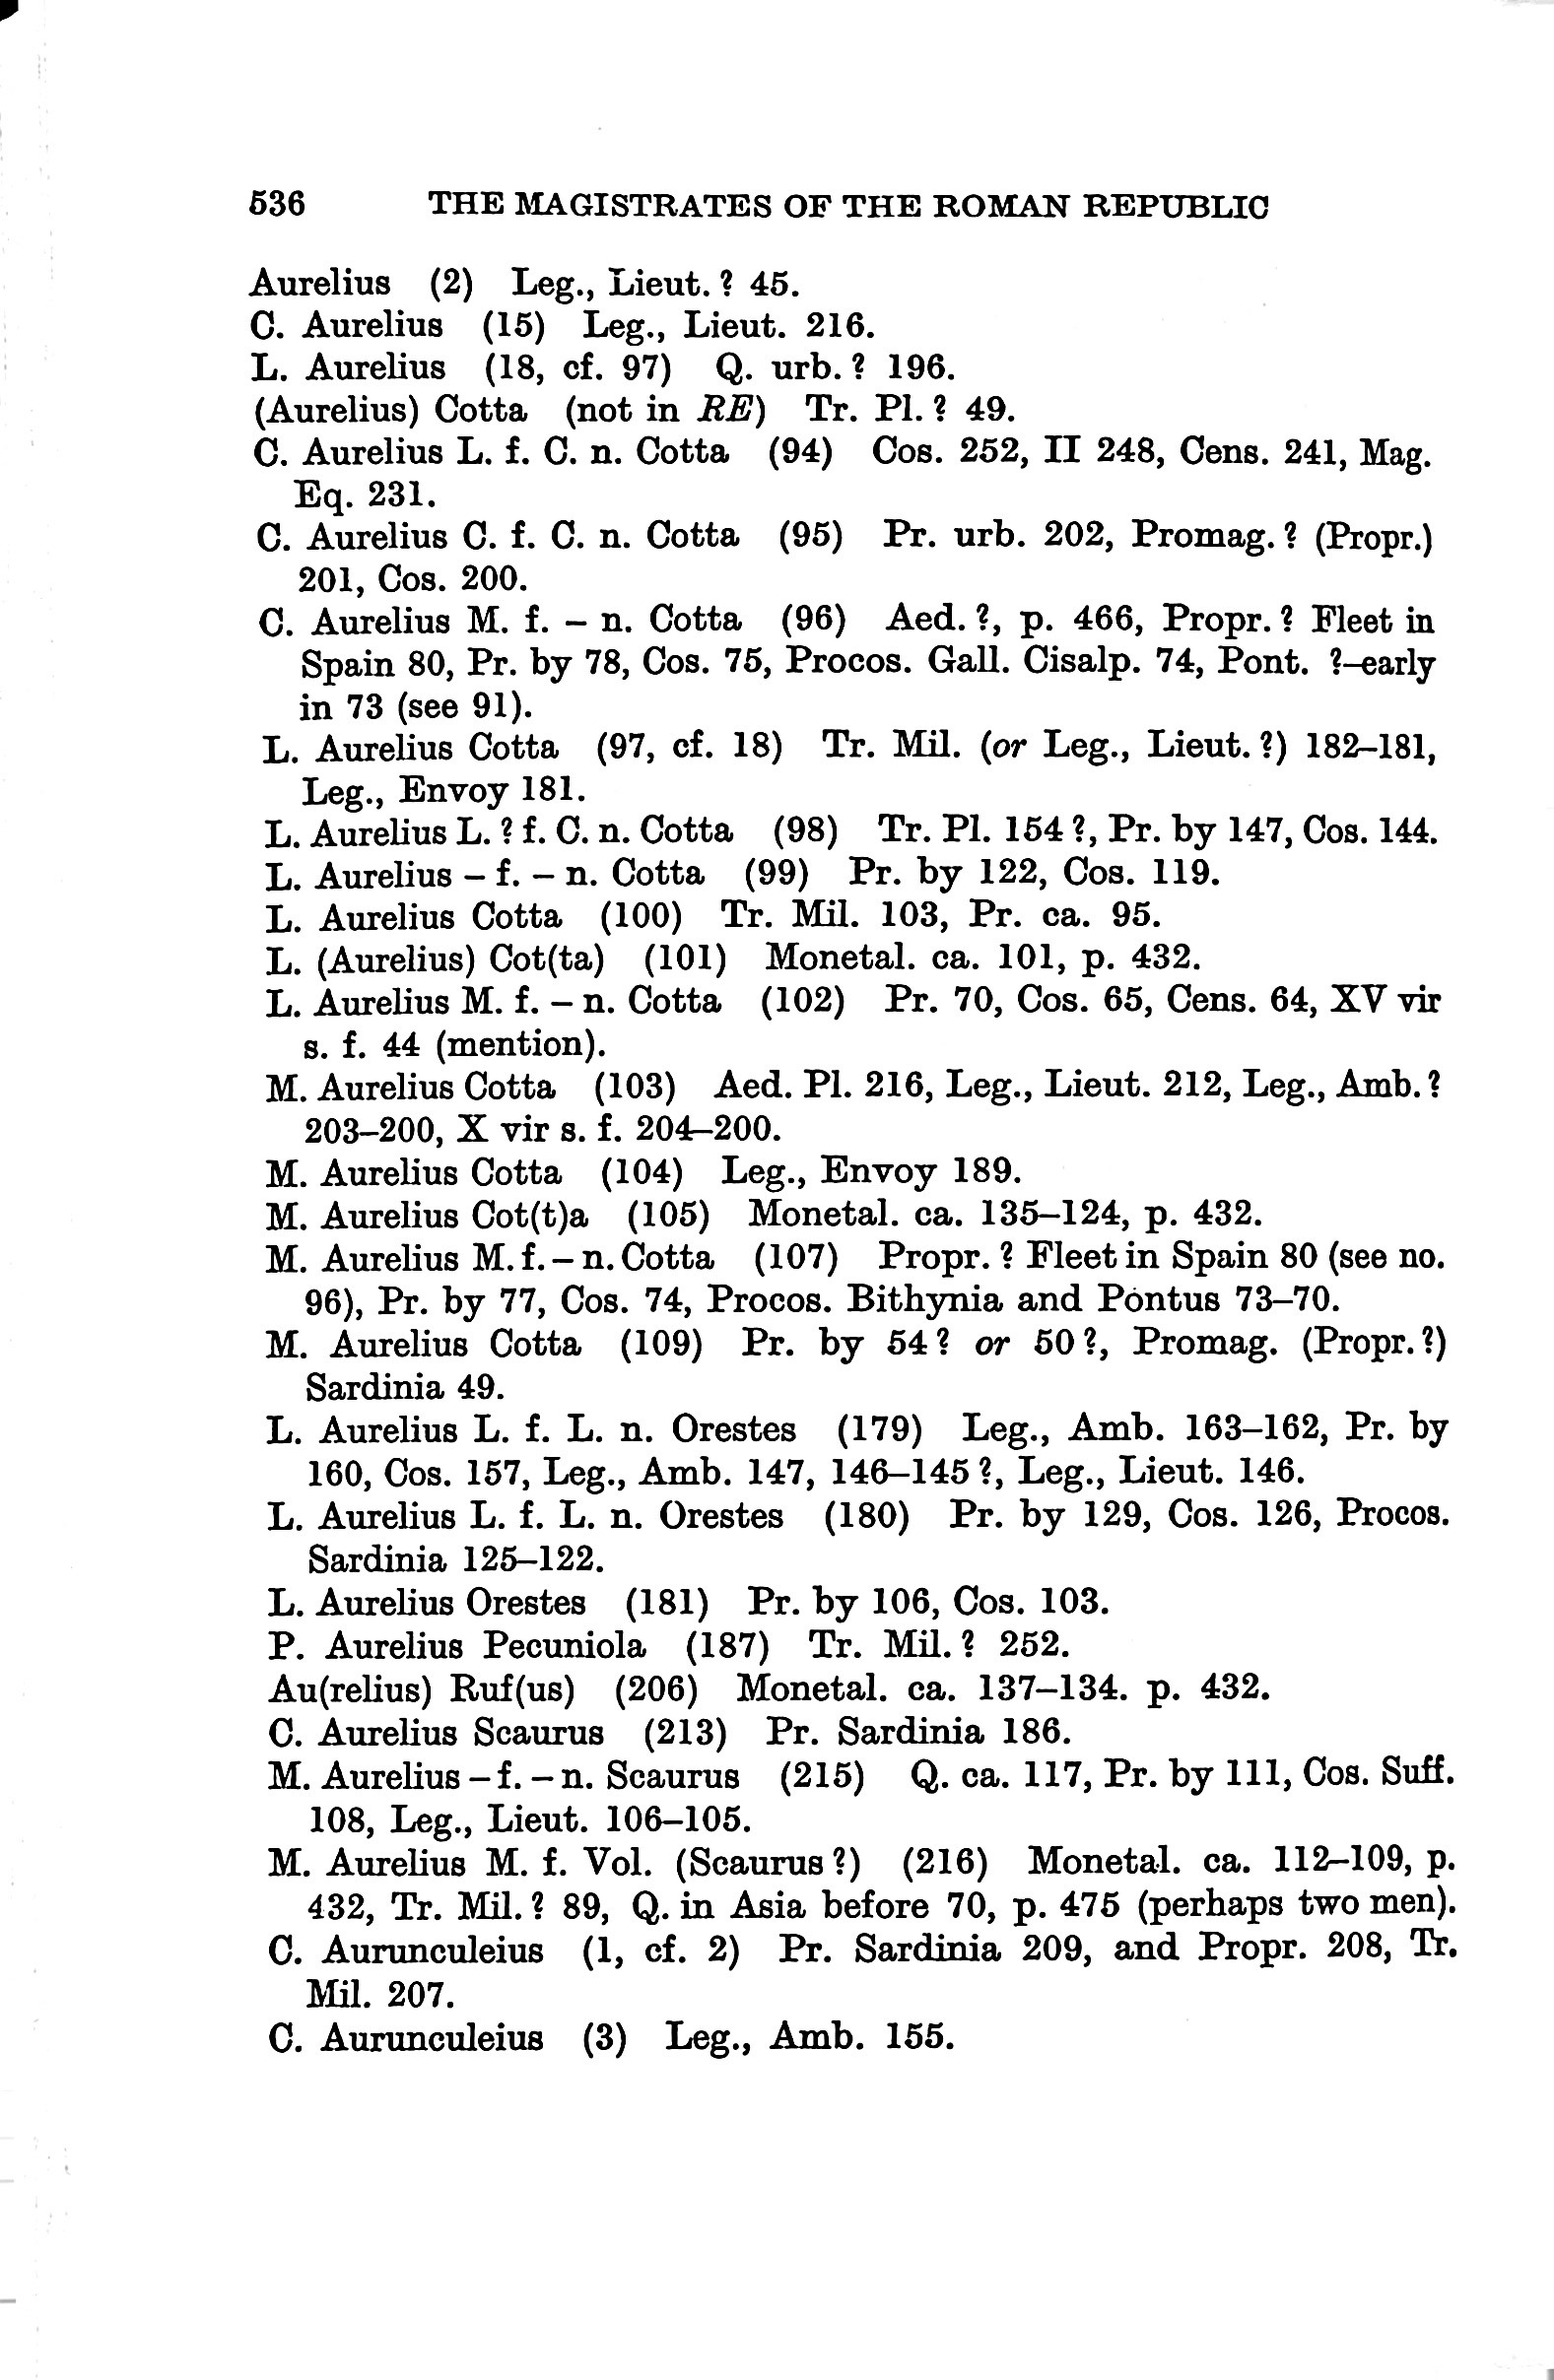 536 THE MAGISTRATES OF THE ROMAN REPUBLIC
Aurelius (2) Leg., Lieut. ? 45.
C. Aurelius (15) Leg., Lieut. 216.
L. Aurelius (18, cf. 97) Q. urb. ? 196.
(Aurelius) Cotta (not in RE) Tr. Pl. ? 49.
C. Aurelius L. f. C. n. Cotta (94) Cos. 252, II 248, Cens. 241, Mag.
Eq. 231.
C. Aurelius C. f. C. n. Cotta (95) Pr. urb. 202, Promag. ? (Propr.)
201, Cos. 200.
C. Aurelius M. f. – n. Cotta (96) Aed. ?, p. 466, Propr. ? Fleet in
Spain 80, Pr. by 78, Cos. 75, Procos. Gall. Cisalp. 74, Pont. ?–early
in 73 (see 91).
L. Aurelius Cotta (97, cf. 18) Tr. Mil. (or Leg., Lieut. ?) 182–181,
Leg., Envoy 181.
L. Aurelius L. ? f. C. n. Cotta (98) Tr. Pl. 154 ?, Pr. by 147, Cos. 144.
L. Aurelius – f. – n. Cotta (99) Pr. by 122, Cos. 119.
L. Aurelius Cotta (100) Tr. Mil. 103, Pr. ca. 95.
L. (Aurelius) Cot(ta) (101) Monetal. ca. 101, p. 432.
L. Aurelius M. f. – n. Cotta (102) Pr. 70, Cos. 65, Cens. 64, XV vir
s. f. 44 (mention).
M. Aurelius Cotta (103) Aed. Pl. 216, Leg., Lieut. 212, Leg., Amb. ?
203–200, X vir s. f. 204–200.
M. Aurelius Cotta (104) Leg., Envoy 189.
M. Aurelius Cot(t)a (105) Monetal. ca. 135–124, p. 432.
M. Aurelius M. f. – n. Cotta (107) Propr. ? Fleet in Spain 80 (see no.
96), Pr. by 77, Cos. 74, Procos. Bithynia and Pontus 73–70.
M. Aurelius Cotta (109) Pr. by 54 ? or 50 ?, Promag. (Propr. ?)
Sardinia 49.
L. Aurelius L. f. L. n. Orestes (179) Leg., Amb. 163–162, Pr. by
160, Cos. 157, Leg., Amb. 147, 146–145 ?, Leg., Lieut. 146.
L. Aurelius L. f. L. n. Orestes (180) Pr. by 129, Cos. 126, Procos.
Sardinia 125–122.
L. Aurelius Orestes (181) Pr. by 106, Cos. 103.
P. Aurelius Pecuniola (187) Tr. Mil. ? 252.
Au(relius) Ruf(us) (206) Monetal. ca. 137–134. p. 432.
C. Aurelius Scaurus (213) Pr. Sardinia 186.
M. Aurelius – f. – n. Scaurus (215) Q. ca. 117, Pr. by 111, Cos. Suff.
108, Leg., Lieut. 106–105.
M. Aurelius M. f. Vol. (Scaurus ?) (216) Monetal. ca. 112–109, p.
432, Tr. Mil. ? 89, Q. in Asia before 70, p. 475 (perhaps two men).
C. Aurunculeius (1, cf. 2) Pr. Sardinia 209, and Propr. 208, Tr.
Mil. 207.
C. Aurunculeius (3) Leg., Amb. 155.